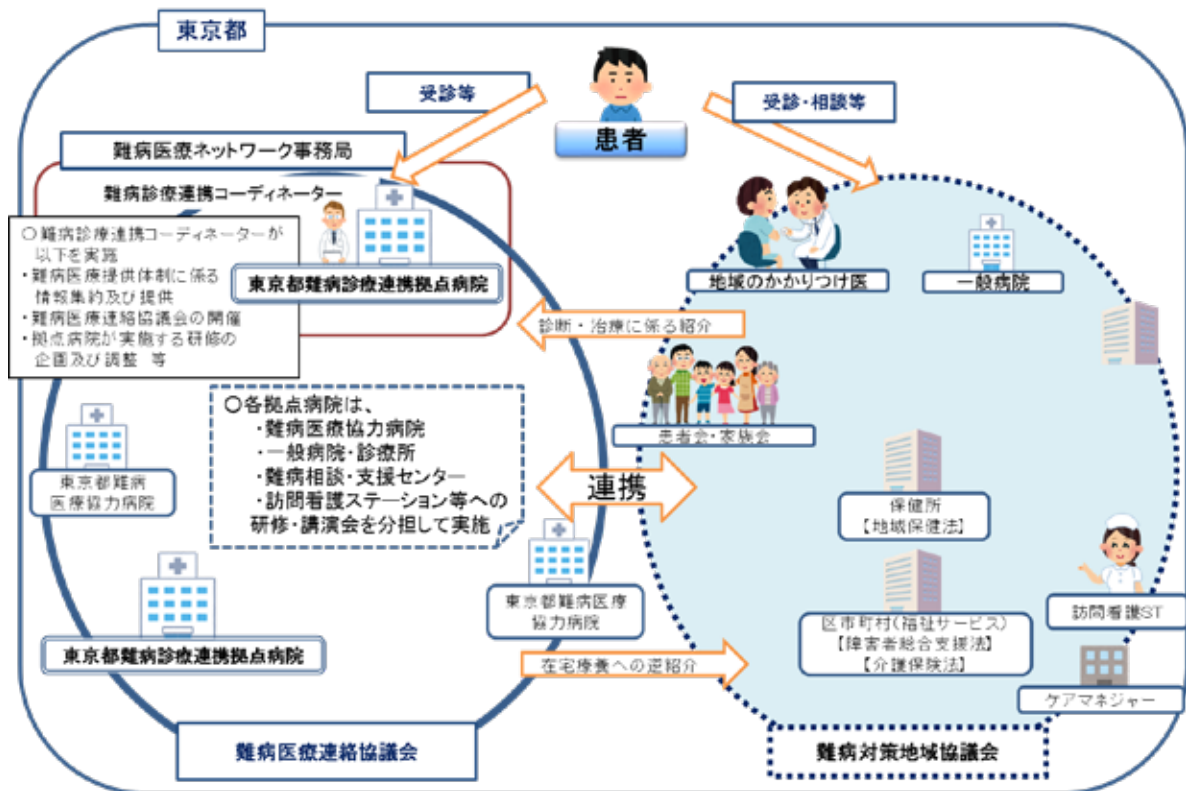 東京都
受診等
受診・相談等
患者
難病医療ネットワーク事務局
難病診療連携コーディネーター
○難病診療連携コーディネーターが
以下を実施
・難病医療提供体制に係る
情報集約及び提供
・難病医療連絡協議会の開催
・拠点病院が実施する研修の
企画及び調整 等
東京都難病診療連携拠点病院
地域のかかりつけ医
一般病院
診断・治療に係る紹介
患者会・家族会
○各拠点病院は、
・難病医療協力病院
・一般病院・診療所
・難病相談・支援センター
・訪問看護ステーション等への
研修・講演会を分担して実施
連携
東京都難病
医療協力病院
保健所
【地域保健法】
東京都難病医療
協力病院
訪問看護ST
区市町村(福祉サービス)
【障害者総合支援法】
【介護保険法】
東京都難病診療連携拠点病院
在宅療養への逆紹介
ケアマネジャー
難病医療連絡協議会
難病対策地域協議会